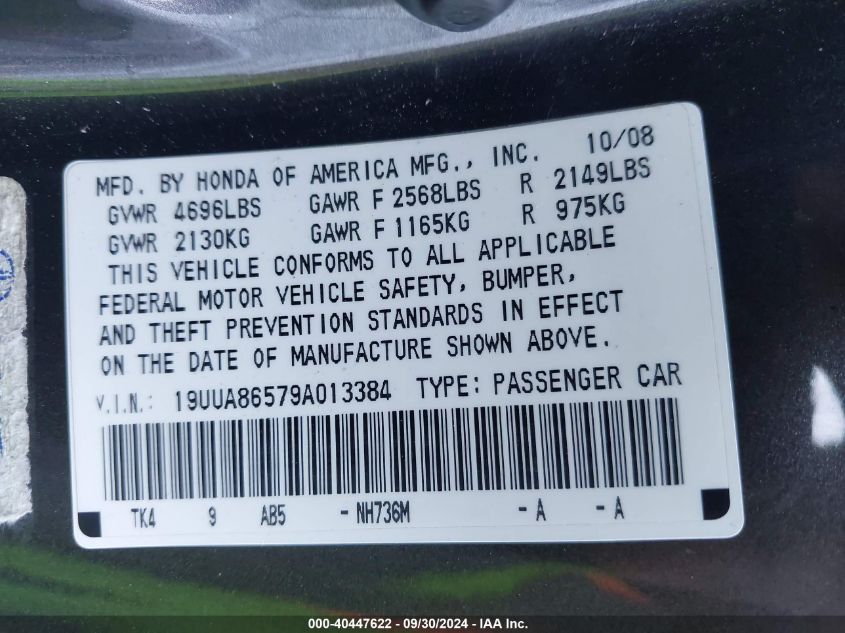 MFD. BY HONDA OF AMERICA MFG., INC. 10/08
GVWR 4696LBS GAWR F 2568LBS R 2149LBS
GVWR 2130KG GAWR F 1165KG R 975KG
THIS VEHICLE CONFORMS TO ALL APPLICABLE
FEDERAL MOTOR VEHICLE SAFETY, BUMPER,
AND THEFT PREVENTION STANDARDS IN EFFECT
ON THE DATE OF MANUFACTURE SHOWN ABOVE.
V.I.N.: 19UUA86579A013384 TYPE: PASSENGER CAR
TK4 9 AB5 -NH736M -A -A
000-40447622 - 09/30/2024 - IAA Inc.